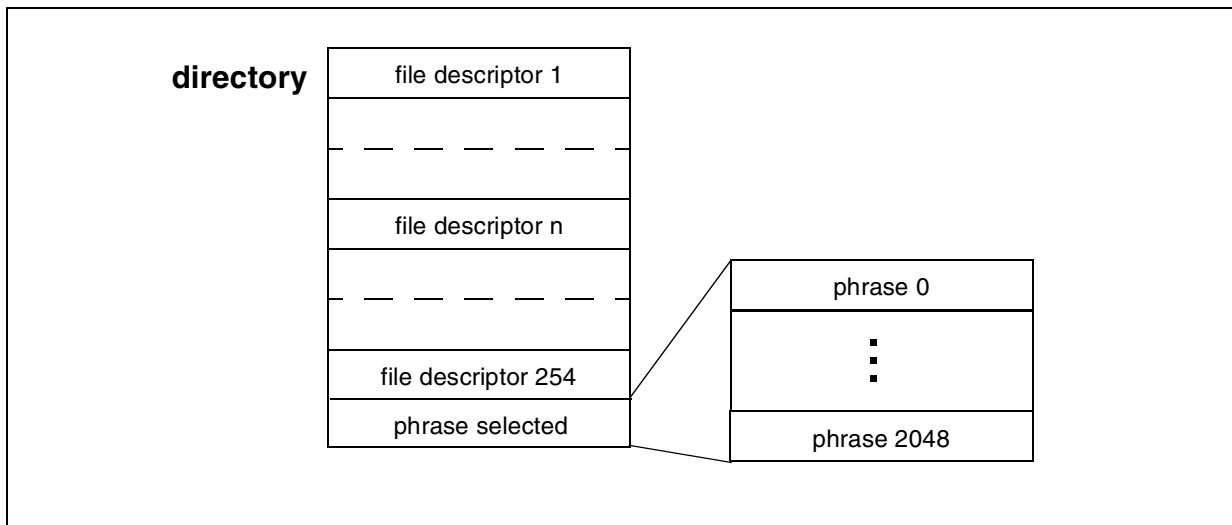 directory
file descriptor 1
file descriptor n
file descriptor 254
phrase selected
phrase 0
phrase 2048